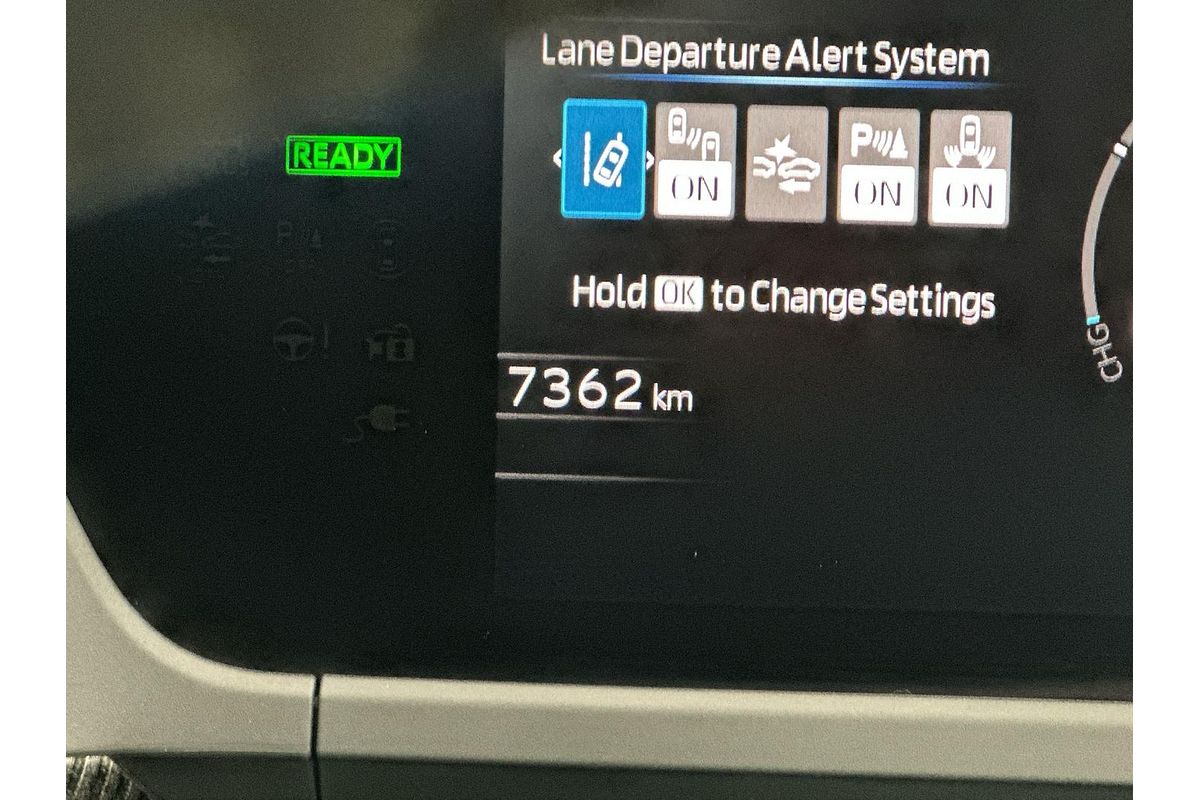 Lane Departure Alert System
READY
ON
P
ON
ON
Hold OK to Change Settings
7362 km
CHG